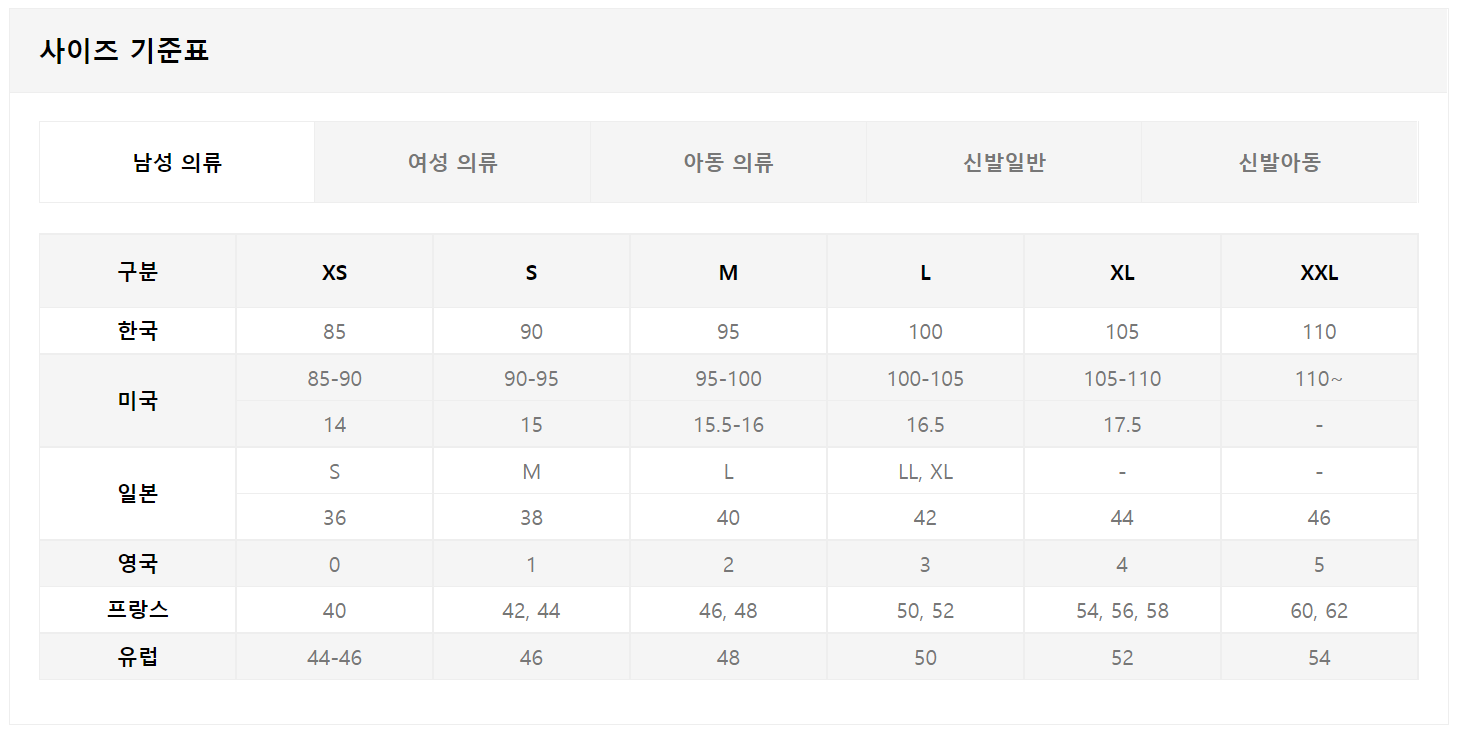 사이즈 기준표
남성 의류 여성 의류 아동 의류 신발일반 신발아동
구분 XS S M L XL XXL
한국 85 90 95 100 105 110
미국 85-90 90-95 95-100 100-105 105-110 110~
14 15 15.5-16 16.5 17.5 -
일본 S M L LL, XL - -
36 38 40 42 44 46
영국 0 1 2 3 4 5
프랑스 40 42, 44 46, 48 50, 52 54, 56, 58 60, 62
유럽 44-46 46 48 50 52 54